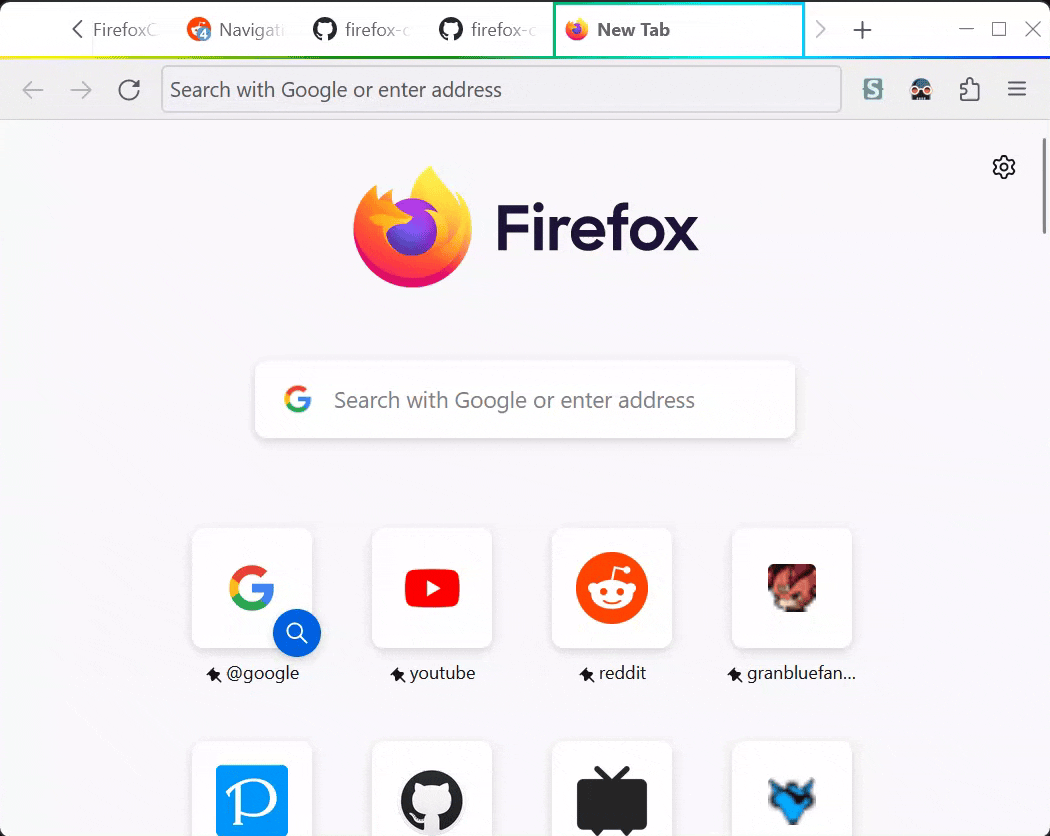 FirefoxC
4
Navigati
firefox-c
firefox-c
New Tab
Search with Google or enter address
S
Firefox
Search with Google or enter address
@google
youtube
reddit
granbluefan...